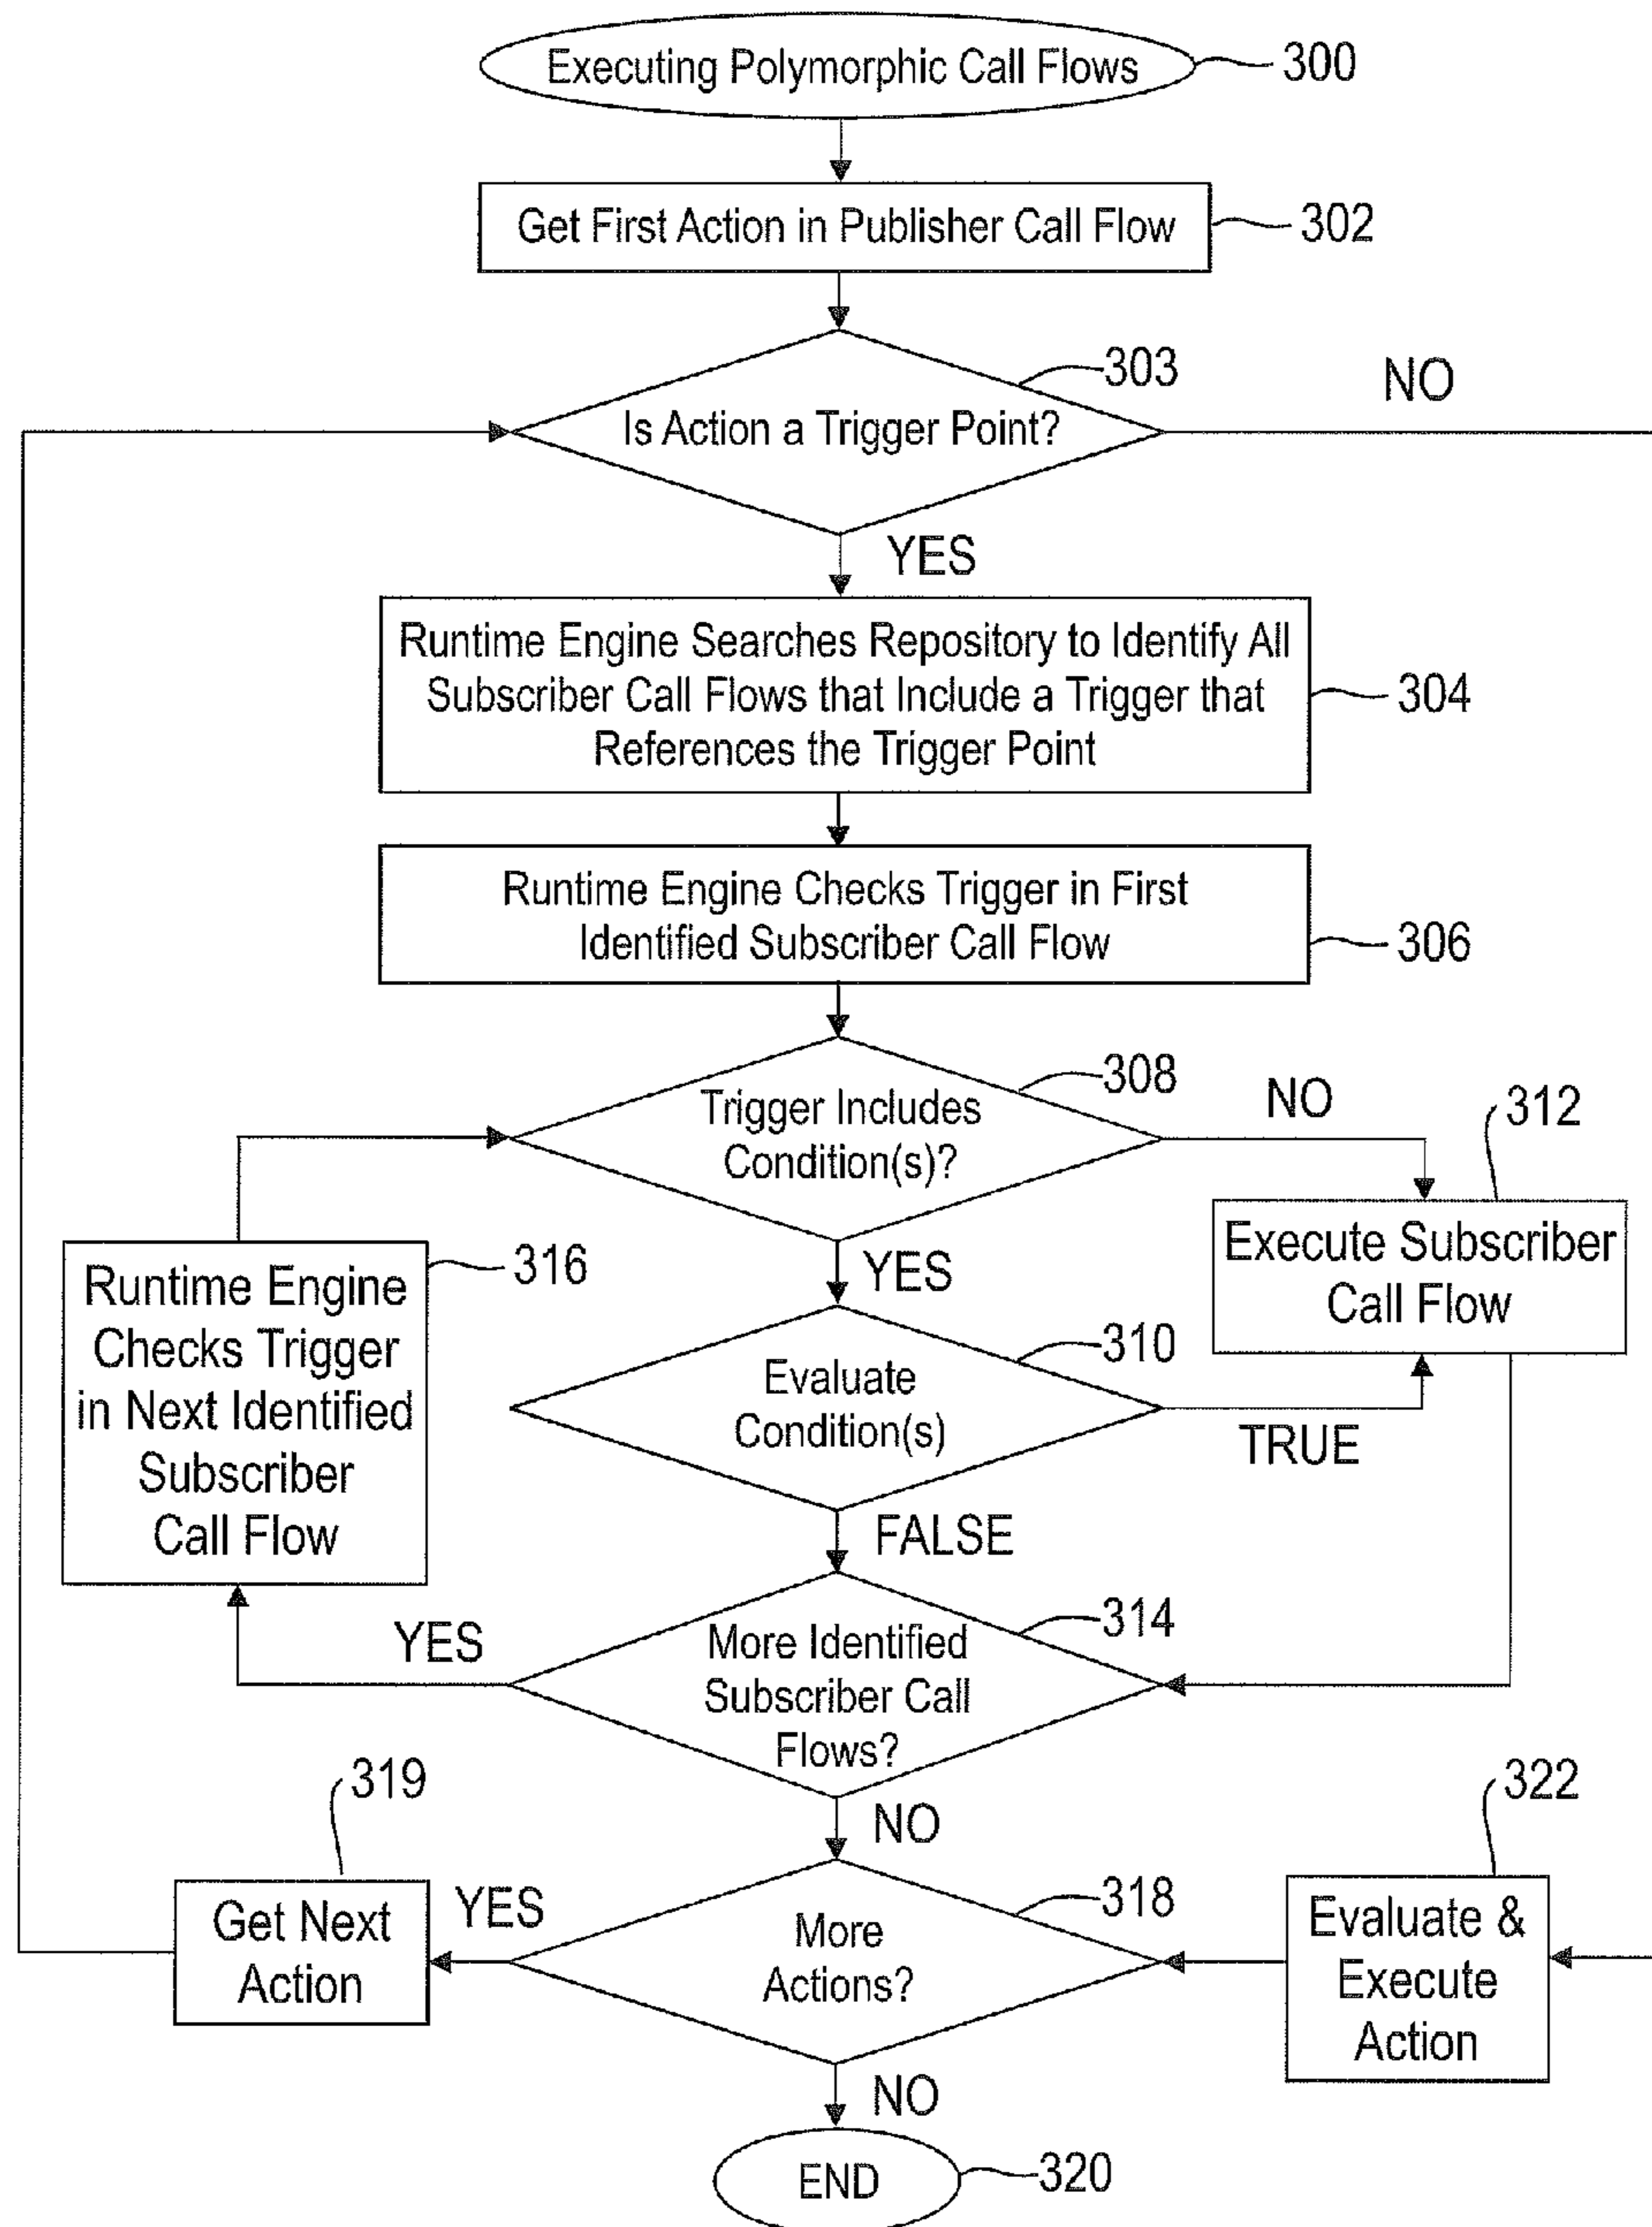 Executing Polymorphic Call Flows
300
Get First Action in Publisher Call Flow
302
303
NO
Is Action a Trigger Point?
YES
Runtime Engine Searches Repository to Identify All
Subscriber Call Flows that Include a Trigger that
References the Trigger Point
304
Runtime Engine Checks Trigger in First
Identified Subscriber Call Flow
306
308
Trigger Includes
Condition(s)?
NO
312
Execute Subscriber
Call Flow
316
Runtime Engine
Checks Trigger
in Next Identified
Subscriber
Call Flow
YES
310
Evaluate
Condition(s)
TRUE
FALSE
314
More Identified
Subscriber Call
Flows?
YES
NO
319
Get Next
Action
YES
318
More
Actions?
322
Evaluate &
Execute
Action
NO
END
320